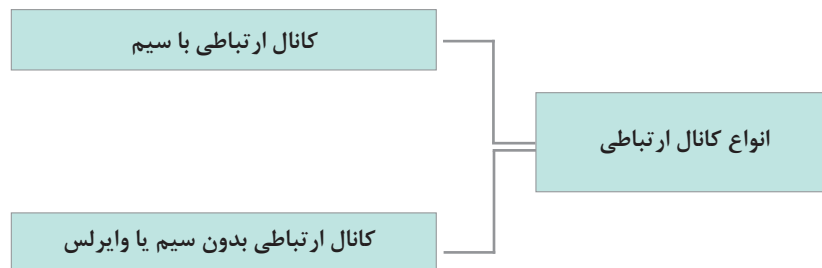 انواع کانال ارتباطی
کانال ارتباطی با سیم
کانال ارتباطی بدون سیم یا وایرلس